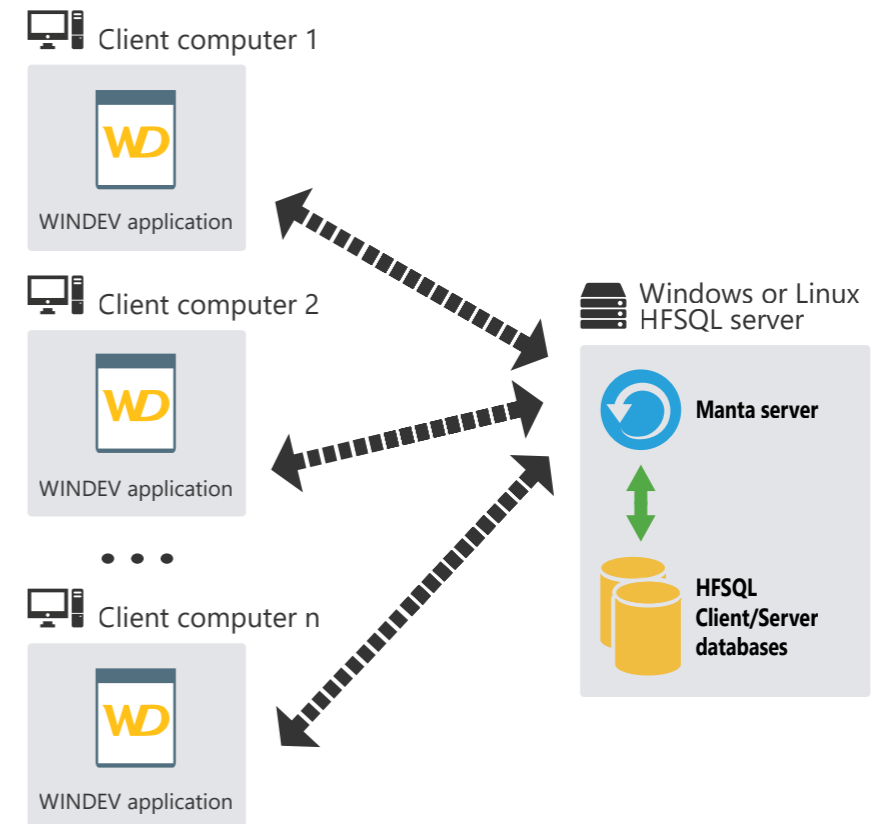 Client computer 1
WD
WINDEV application
Client computer 2
WD
WINDEV application
Client computer n
WD
WINDEV application
Windows or Linux
HFSQL server
Manta server
HFSQL
Client/Server
databases